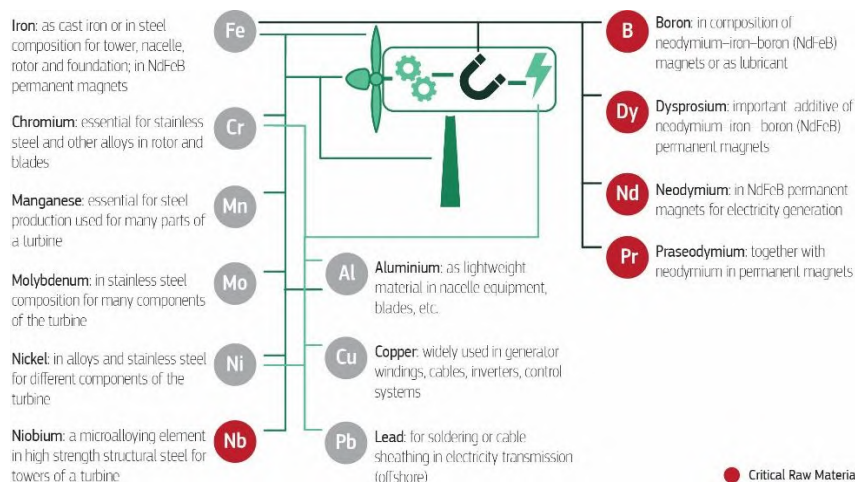 Iron: as cast iron or in steel
composition for tower, nacelle,
rotor and foundation; in NdFeB
permanent magnets
Fe
Chromium: essential for stainless
steel and other alloys in rotor and
blades
Cr
Manganese: essential for steel
production used for many parts of
a turbine
Mn
Molybdenum: in stainless steel
composition for many components
of the turbine
Mo
Nickel: in alloys and stainless steel
for different components of the
turbine
Ni
Niobium: a microalloying element
in high strength structural steel for
towers of a turbine
Nb
Al
Aluminium: as lightweight
material in nacelle equipment,
blades, etc.
Cu
Copper: widely used in generator
windings, cables, inverters, control
systems
Pb
Lead: for soldering or cable
sheathing in electricity transmission
(offshore)
B
Boron: in composition of
neodymium–iron–boron (NdFeB)
magnets or as lubricant
Dy
Dysprosium: important additive of
neodymium iron boron (NdFeB)
permanent magnets
Nd
Neodymium: in NdFeB permanent
magnets for electricity generation
Pr
Praseodymium: together with
neodymium in permanent magnets
Critical Raw Materia